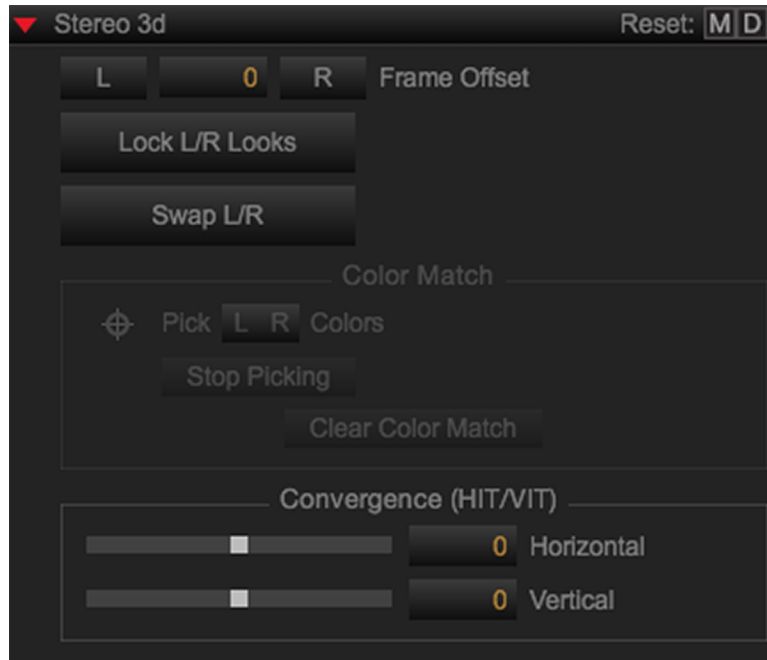 Stereo 3d Reset: M D
L 0 R Frame Offset
Lock L/R Looks
Swap L/R
Color Match
Pick L R Colors
Stop Picking
Clear Color Match
Convergence (HIT/VIT)
0 Horizontal
0 Vertical